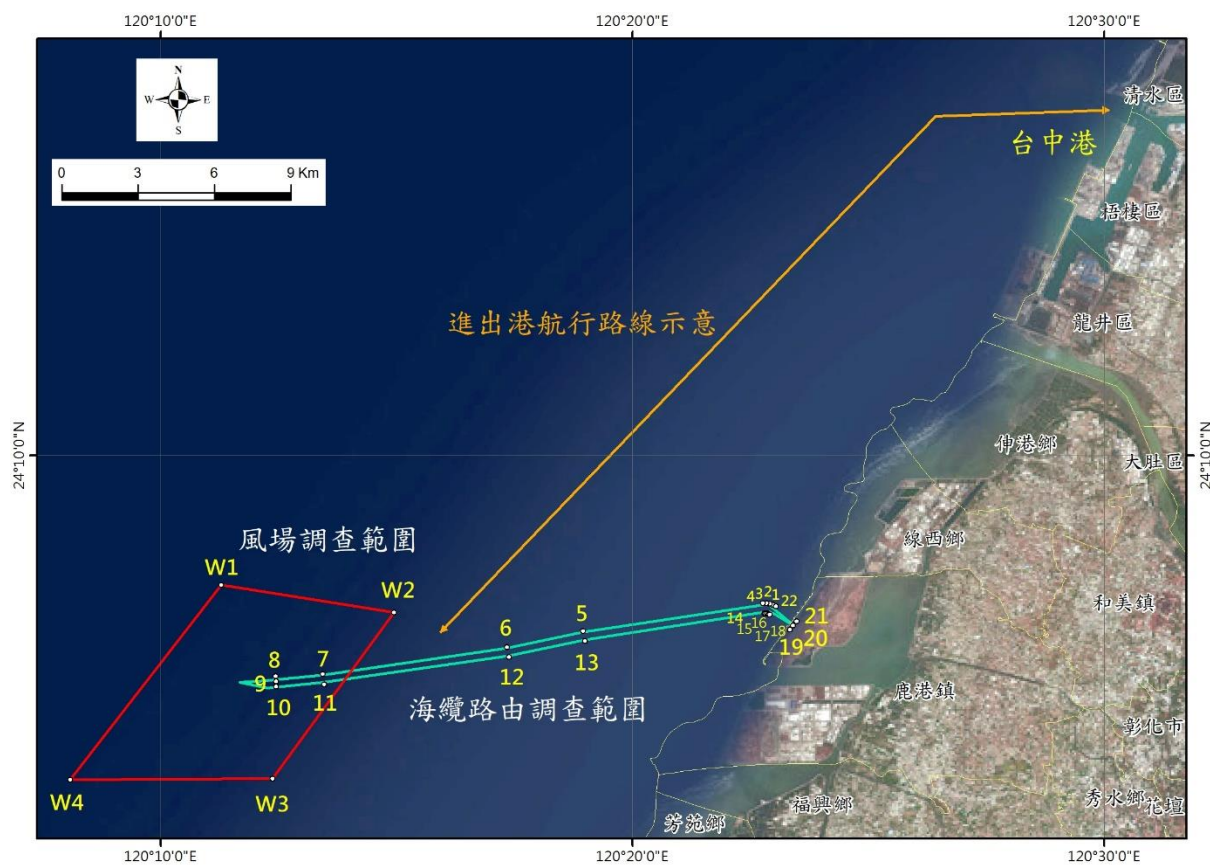 120°10'0"E
120°20'0"E
120°30'0"E
N
W E
S
0 3 6 9 Km
清水區
台中港
梧棲區
龍井區
進出港航行路線示意
24°10'0"N
24°10'0"N
伸港鄉
大肚區
線西鄉
風場調查範圍
W1
W2
和美鎮
4 3 2 1 22
14 15 16 17 18
21
20
19
5
6
13
12
7
8
9
10
11
海纜路由調查範圍
鹿港鎮
彰化市
W4
W3
秀水鄉
花壇
福興鄉
芳苑鄉
120°10'0"E
120°20'0"E
120°30'0"E